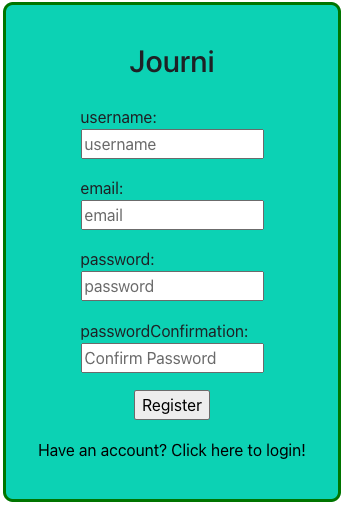 Journi
username:
username
email:
email
password:
password
passwordConfirmation:
Confirm Password
Register
Have an account? Click here to login!